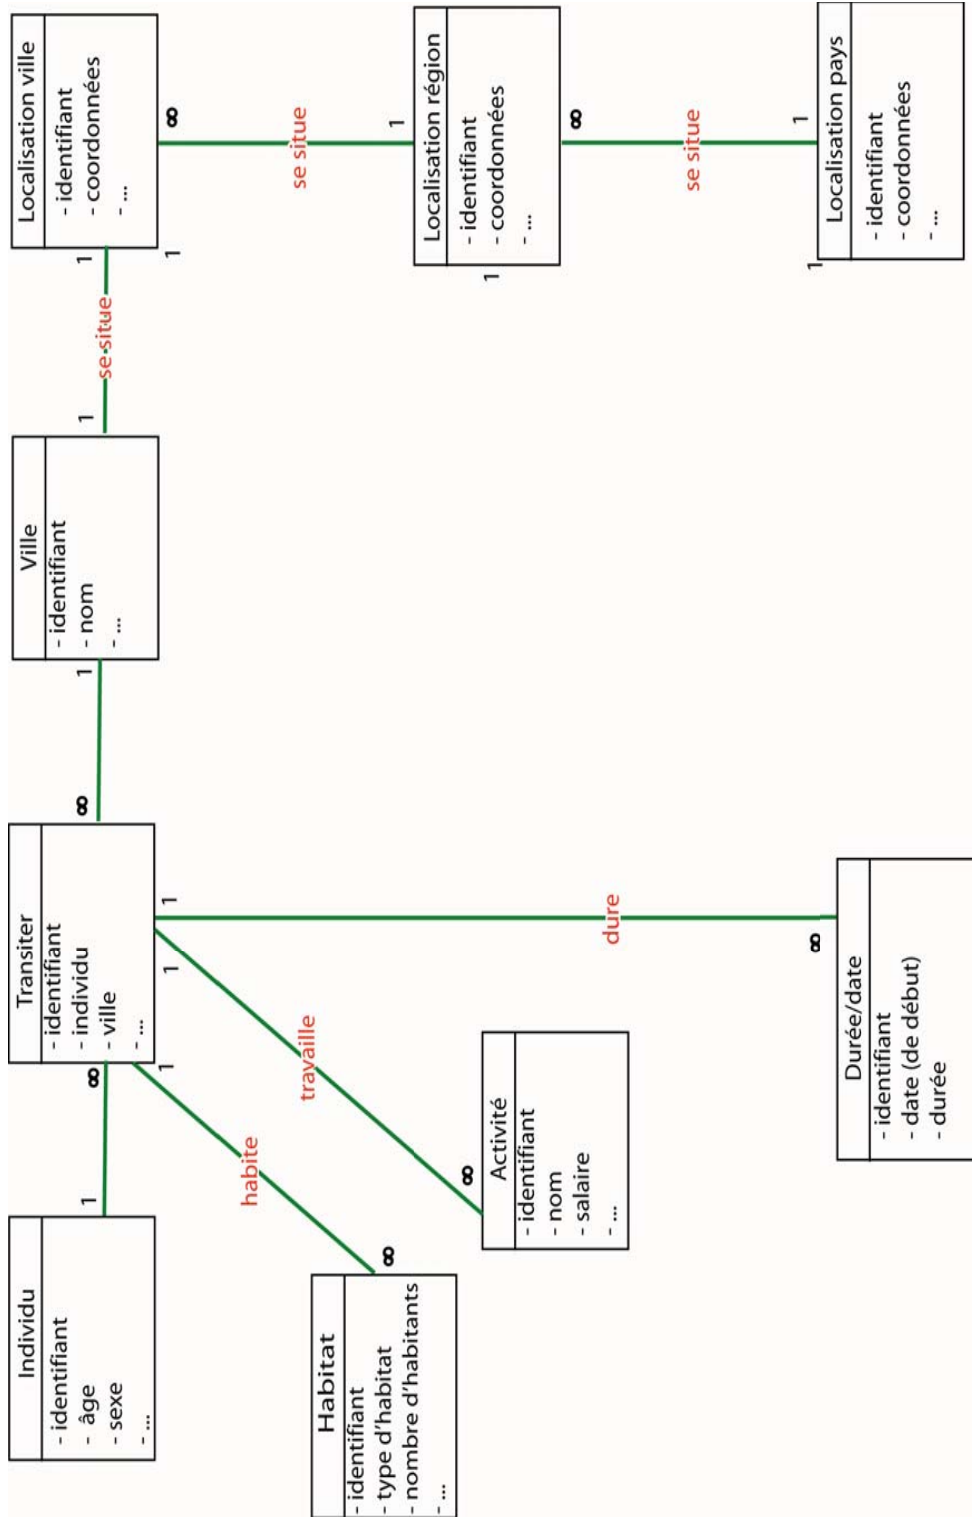 Individu
- identifiant
- âge
- sexe
- ...
1
∞
Transiter
- identifiant
- individu
- ville
- ...
∞
1
Ville
- identifiant
- nom
- ...
1
se situe
1
Localisation ville
- identifiant
- coordonnées
- ...
1
∞
se situe
1
Localisation région
- identifiant
- coordonnées
- ...
1
∞
se situe
1
Localisation pays
- identifiant
- coordonnées
- ...
1
1
habite
∞
Habitat
- identifiant
- type d'habitat
- nombre d'habitants
- ...
1
travaille
∞
Activité
- identifiant
- nom
- salaire
- ...
1
dure
∞
Durée/date
- identifiant
- date (de début)
- durée